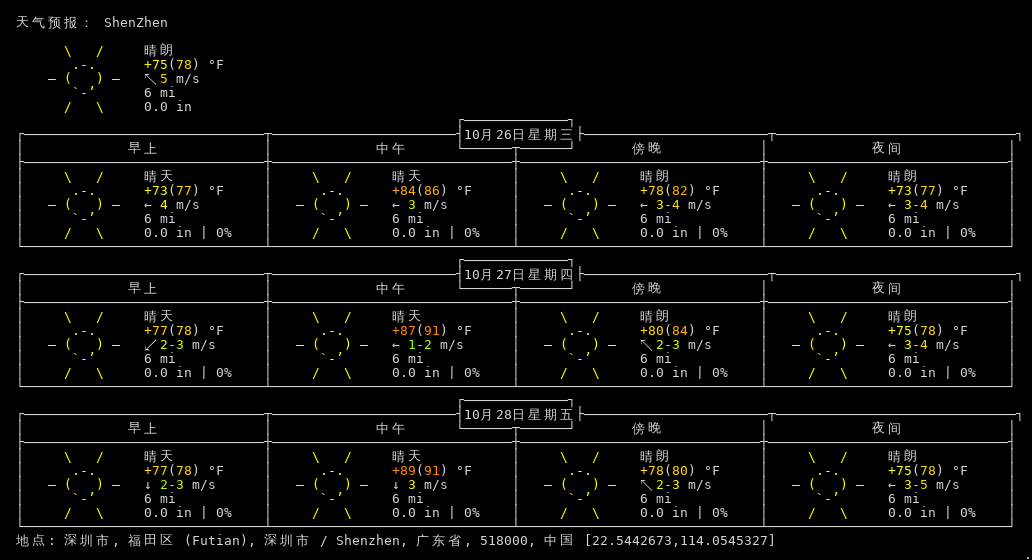 天气预报： ShenZhen
晴朗
+75(78) °F
↖ 5 m/s
6 mi
0.0 in
10月26日星期三
早上 中午 傍晚 夜间
晴天 晴天 晴朗 晴朗
+73(77) °F +84(86) °F +78(82) °F +73(77) °F
← 4 m/s ← 3 m/s ← 3-4 m/s ← 3-4 m/s
6 mi 6 mi 6 mi 6 mi
0.0 in | 0% 0.0 in | 0% 0.0 in | 0% 0.0 in | 0%
10月27日星期四
早上 中午 傍晚 夜间
晴天 晴天 晴朗 晴朗
+77(78) °F +87(91) °F +80(84) °F +75(78) °F
↙ 2-3 m/s ← 1-2 m/s ↖ 2-3 m/s ← 3-4 m/s
6 mi 6 mi 6 mi 6 mi
0.0 in | 0% 0.0 in | 0% 0.0 in | 0% 0.0 in | 0%
10月28日星期五
早上 中午 傍晚 夜间
晴天 晴天 晴朗 晴朗
+77(78) °F +89(91) °F +78(80) °F +75(78) °F
↓ 2-3 m/s ↓ 3 m/s ↖ 2-3 m/s ← 3-5 m/s
6 mi 6 mi 6 mi 6 mi
0.0 in | 0% 0.0 in | 0% 0.0 in | 0% 0.0 in | 0%
地点: 深圳市, 福田区 (Futian), 深圳市 / Shenzhen, 广东省, 518000, 中国 [22.5442673,114.0545327]